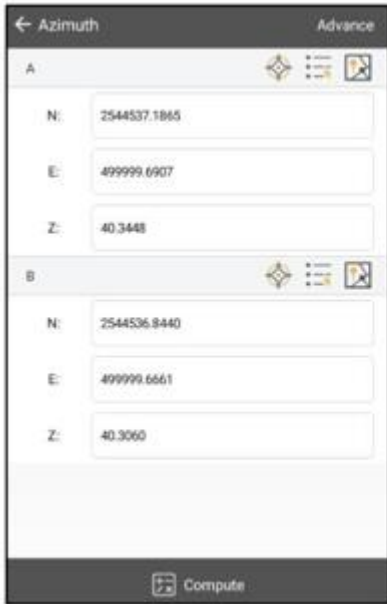 ← Azimuth Advance
A
N: 2544537.1865
E: 499999.6907
Z: 40.3448
B
N: 2544536.8440
E: 499999.6661
Z: 40.3060
Compute